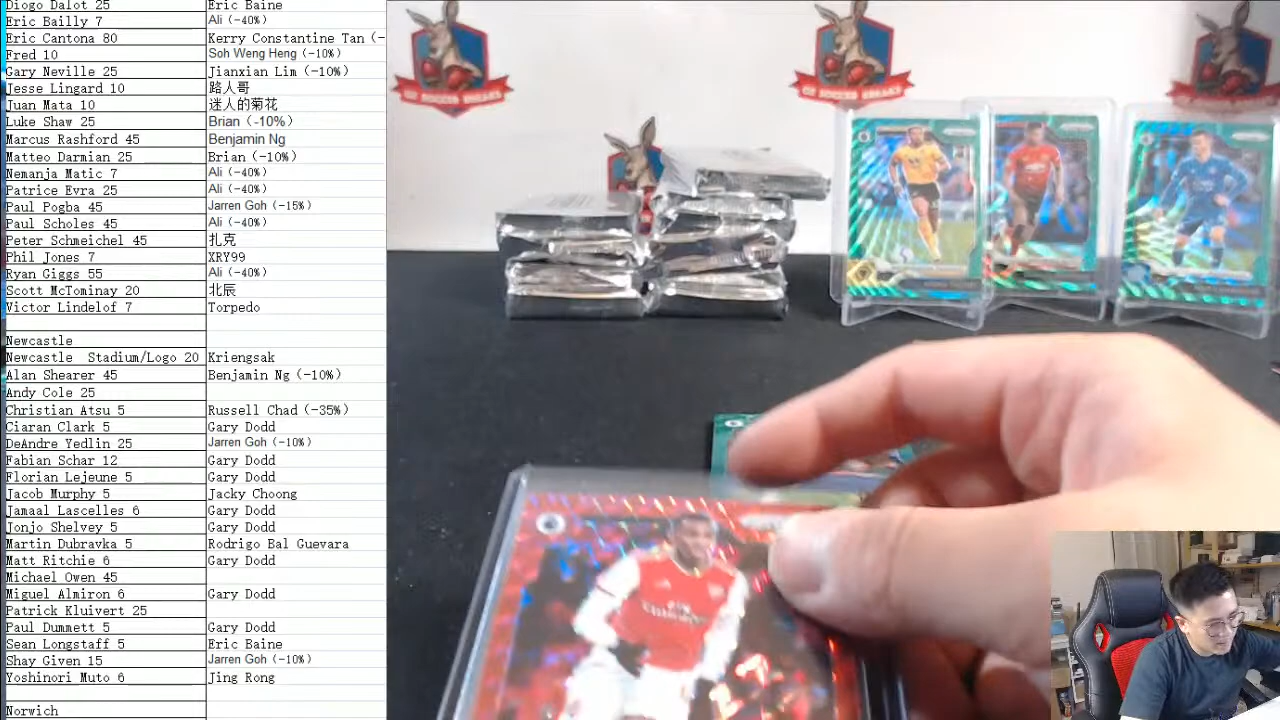 Diogo Dalot 25 Eric Baine
Eric Bailly 7 Ali (-40%)
Eric Cantona 80 Kerry Constantine Tan (-
Fred 10 Soh Weng Heng (-10%)
Gary Neville 25 Jianxian Lim (-10%)
Jesse Lingard 10 路人哥
Juan Mata 10 迷人的菊花
Luke Shaw 25 Brian (-10%)
Marcus Rashford 45 Benjamin Ng
Matteo Darmian 25 Brian (-10%)
Nemanja Matic 7 Ali (-40%)
Patrice Evra 25 Ali (-40%)
Paul Pogba 45 Jarren Goh (-15%)
Paul Scholes 45 Ali (-40%)
Peter Schmeichel 45 扎克
Phil Jones 7 XRY99
Ryan Giggs 55 Ali (-40%)
Scott McTominay 20 北辰
Victor Lindelof 7 Torpedo
Newcastle
Newcastle Stadium/Logo 20 Kriengsak
Alan Shearer 45 Benjamin Ng (-10%)
Andy Cole 25
Christian Atsu 5 Russell Chad (-35%)
Ciaran Clark 5 Gary Dodd
DeAndre Yedlin 25 Jarren Goh (-10%)
Fabian Schar 12 Gary Dodd
Florian Lejeune 5 Gary Dodd
Jacob Murphy 5 Jacky Choong
Jamaal Lascelles 6 Gary Dodd
Jonjo Shelvey 5 Gary Dodd
Martin Dubravka 5 Rodrigo Bal Guevara
Matt Ritchie 6 Gary Dodd
Michael Owen 45
Miguel Almiron 6 Gary Dodd
Patrick Kluivert 25
Paul Dummett 5 Gary Dodd
Sean Longstaff 5 Eric Baine
Shay Given 15 Jarren Goh (-10%)
Yoshinori Muto 6 Jing Rong
Norwich